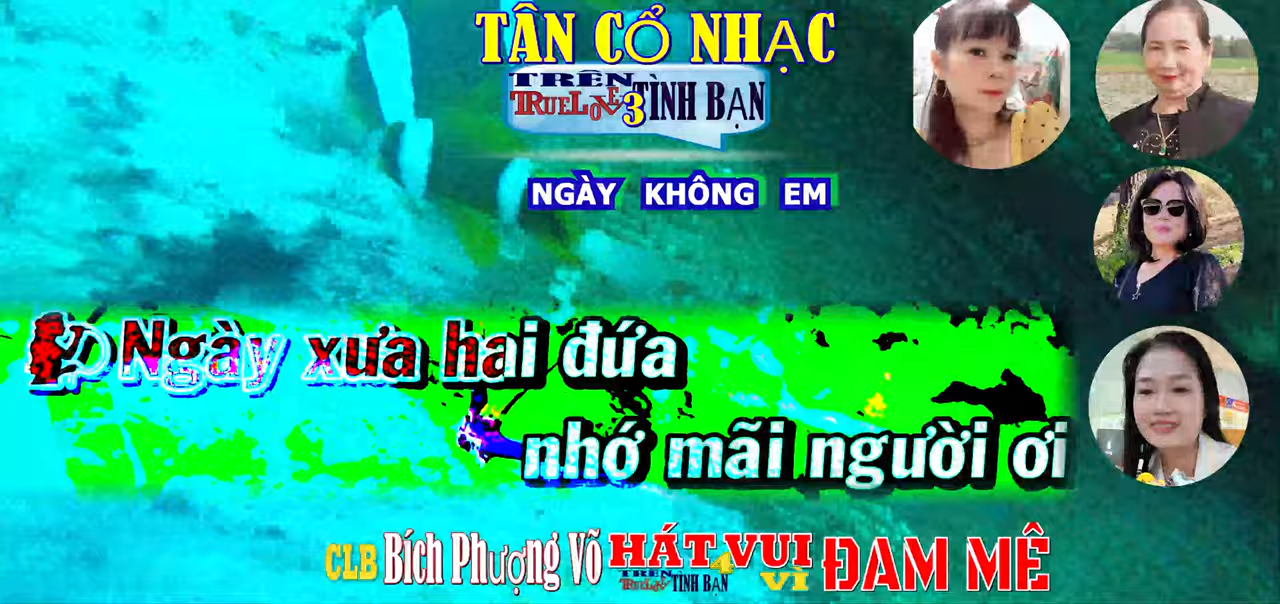 TÂN CỔ NHẠC
TRÊN
TRUELOVE 3 TÌNH BẠN
NGÀY KHÔNG EM
Ngày xưa hai đứa
nhớ mãi người ơi
CLB Bích Phượng Võ HÁT 4 VUI VÌ ĐAM MÊ
TRÊN
TRUELOVE TÌNH BẠN